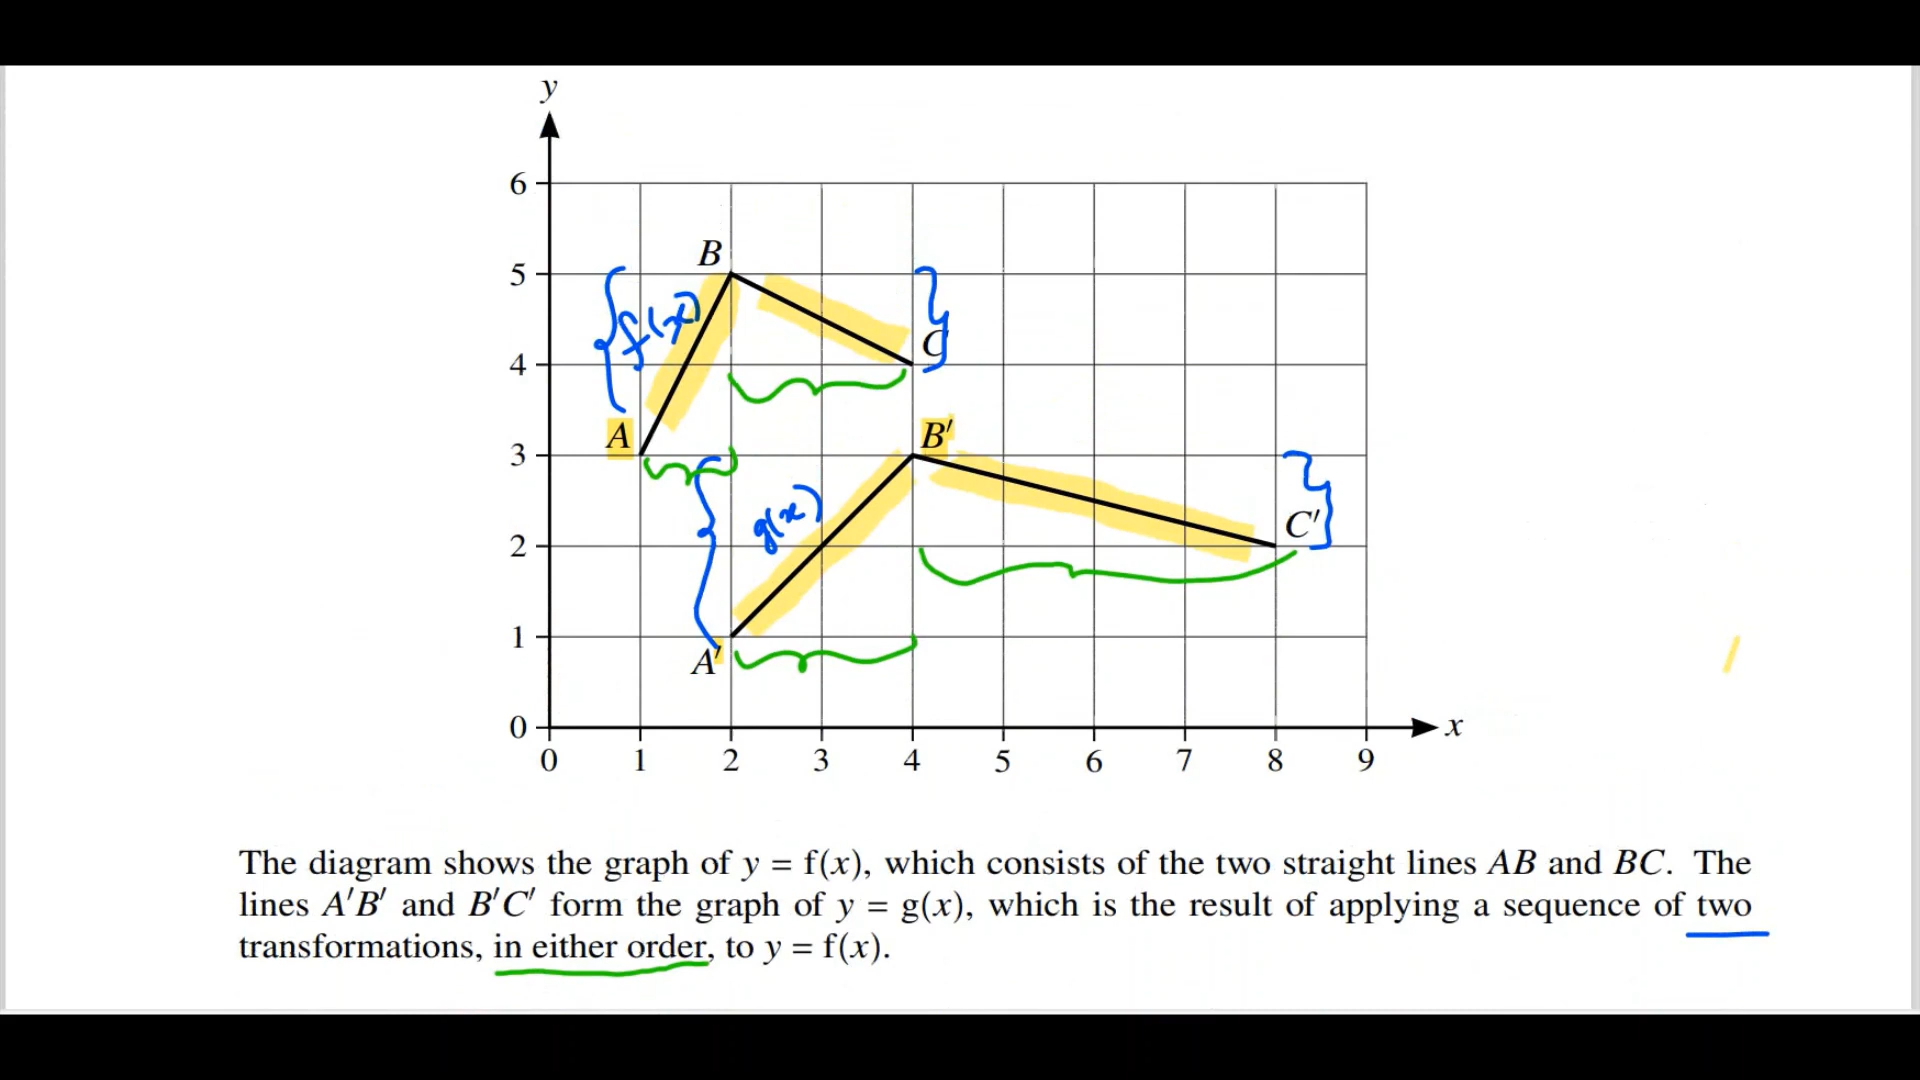 y
6
B
5
f(x)
4
C
A
3
B′
g(x)
C′
2
1
A′
0
x
0 1 2 3 4 5 6 7 8 9
The diagram shows the graph of y = f(x), which consists of the two straight lines AB and BC. The
lines A′B′ and B′C′ form the graph of y = g(x), which is the result of applying a sequence of two
transformations, in either order, to y = f(x).